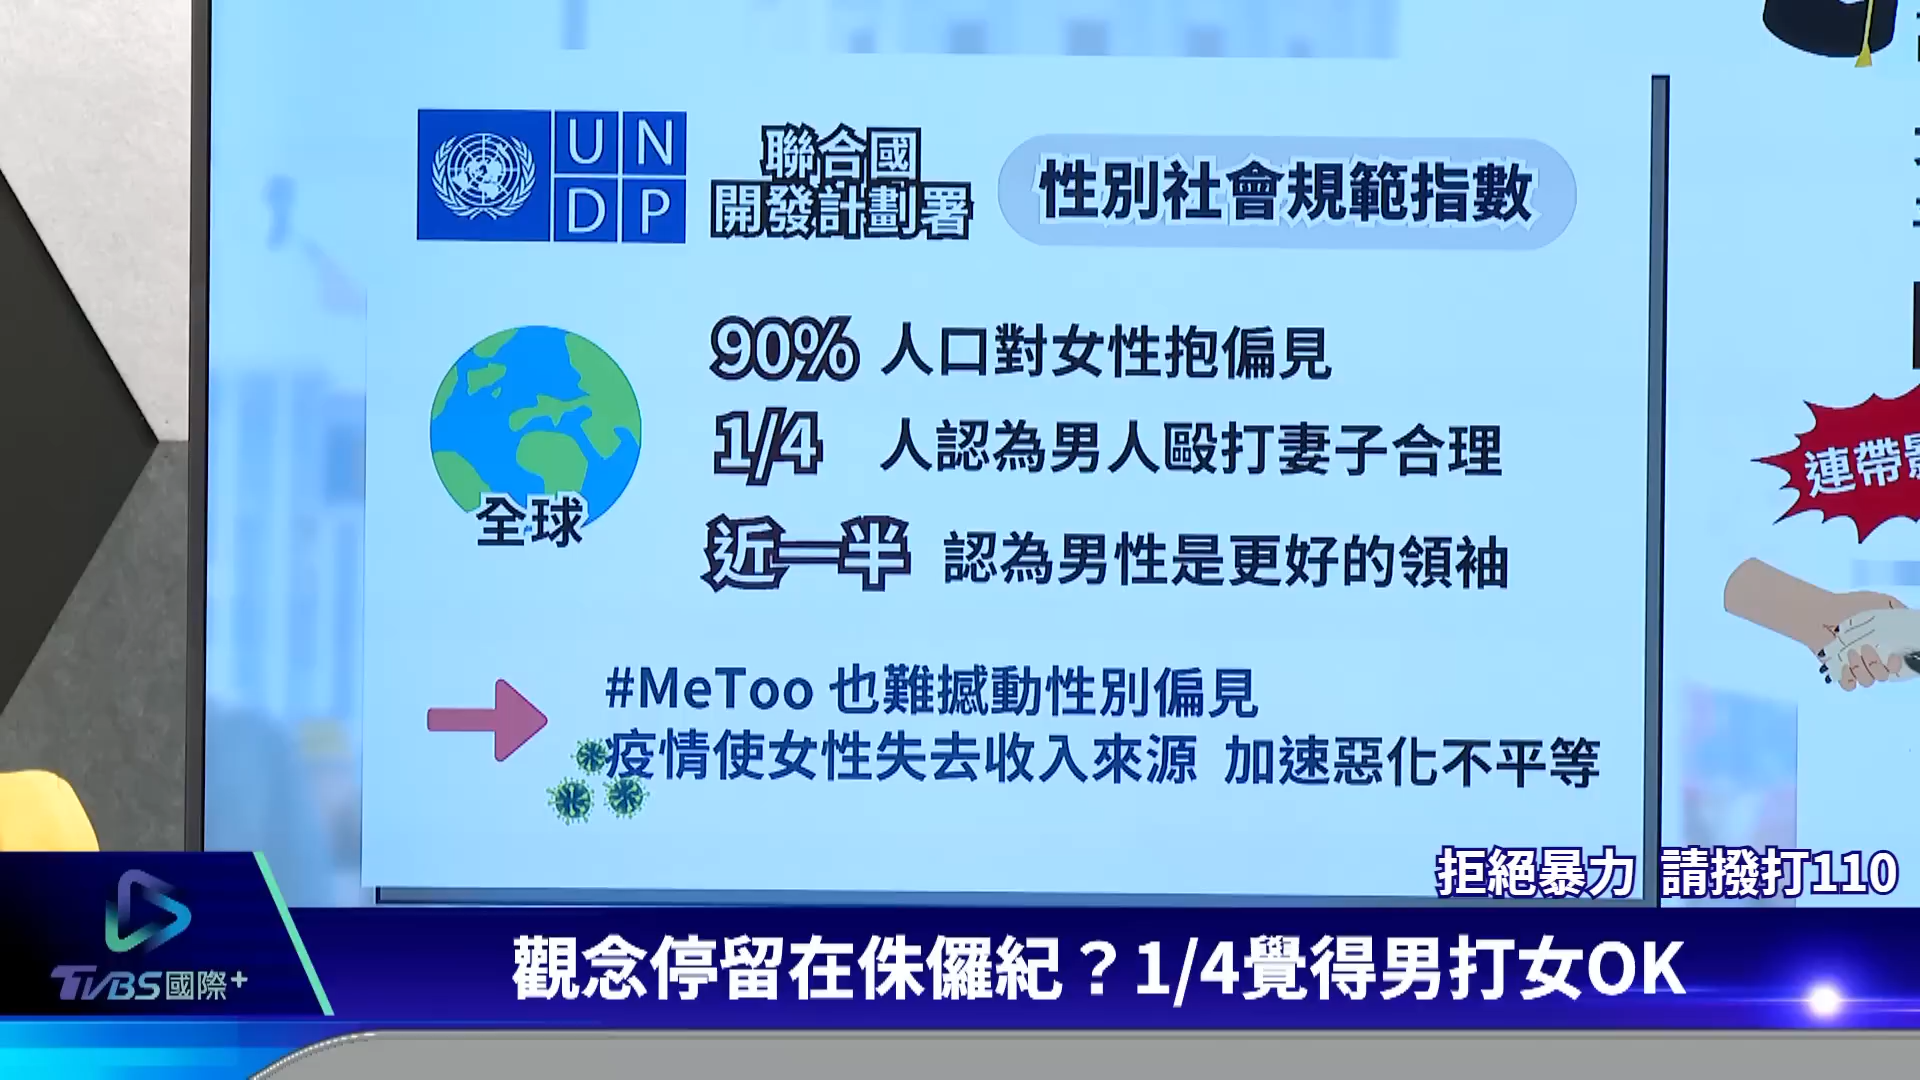 UN
DP
聯合國
開發計劃署
性別社會規範指數
90% 人口對女性抱偏見
1/4 人認為男人毆打妻子合理
近一半 認為男性是更好的領袖
全球
#MeToo 也難撼動性別偏見
疫情使女性失去收入來源 加速惡化不平等
連帶
拒絕暴力 請撥打110
觀念停留在侏儸紀？1/4覺得男打女OK
TVBS國際+